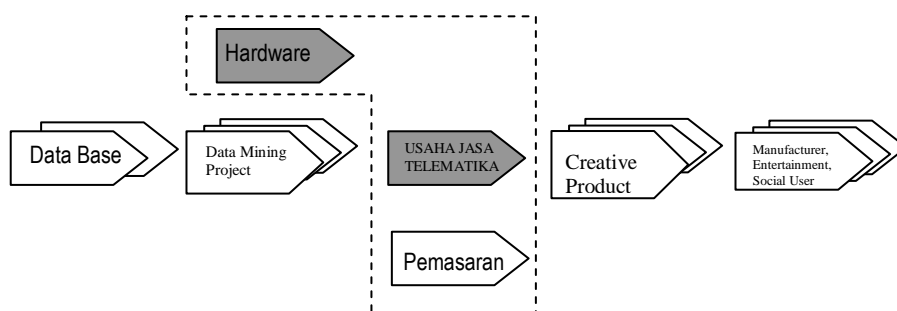 Hardware
Data Base
Data Mining
Project
USAHA JASA
TELEMATIKA
Creative
Product
Manufacturer,
Entertainment,
Social User
Pemasaran